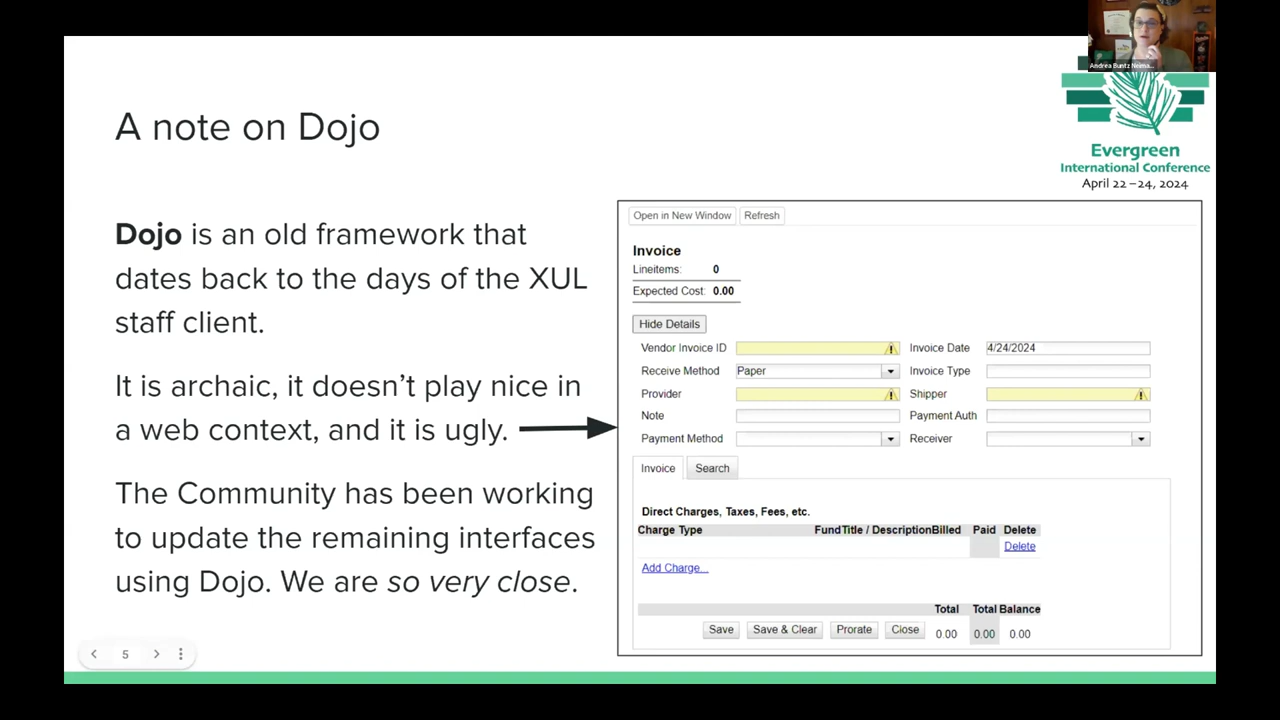 Andrea Buntz Neima...
Evergreen
International Conference
April 22–24, 2024
A note on Dojo
Dojo is an old framework that
dates back to the days of the XUL
staff client.
It is archaic, it doesn't play nice in
a web context, and it is ugly.
The Community has been working
to update the remaining interfaces
using Dojo. We are so very close.
5
Open in New Window Refresh
Invoice
Lineitems: 0
Expected Cost: 0.00
Hide Details
Vendor Invoice ID Invoice Date 4/24/2024
Receive Method Paper Invoice Type
Provider Shipper
Note Payment Auth
Payment Method Receiver
Invoice Search
Direct Charges, Taxes, Fees, etc.
Charge Type FundTitle / DescriptionBilled Paid Delete
Delete
Add Charge...
Total Total Balance
Save Save & Clear Prorate Close 0.00 0.00 0.00